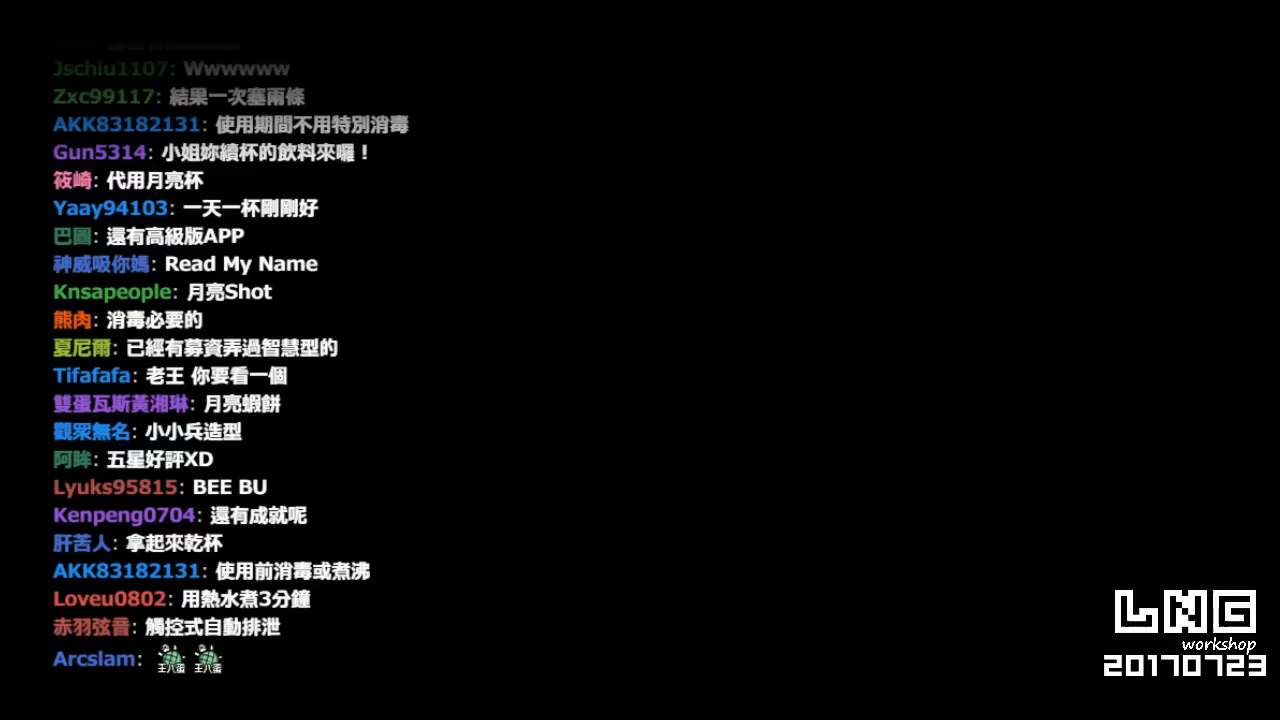 Jschiu1107: Wwwwww
Zxc99117: 結果一次塞兩條
AKK83182131: 使用期間不用特別消毒
Gun5314: 小姐妳續杯的飲料來囉！
筱崎: 代用月亮杯
Yaay94103: 一天一杯剛剛好
巴圖: 還有高級版APP
神威吸你媽: Read My Name
Knsapeople: 月亮Shot
熊肉: 消毒必要的
夏尼爾: 已經有募資弄過智慧型的
Tifafafa: 老王 你要看一個
雙蛋瓦斯黃湘琳: 月亮蝦餅
觀眾無名: 小小兵造型
阿眸: 五星好評XD
Lyuks95815: BEE BU
Kenpeng0704: 還有成就呢
肝苦人: 拿起來乾杯
AKK83182131: 使用前消毒或煮沸
Loveu0802: 用熱水煮3分鐘
赤羽弦音: 觸控式自動排泄
Arcslam: 王八蛋 王八蛋
LNG
workshop
20170723